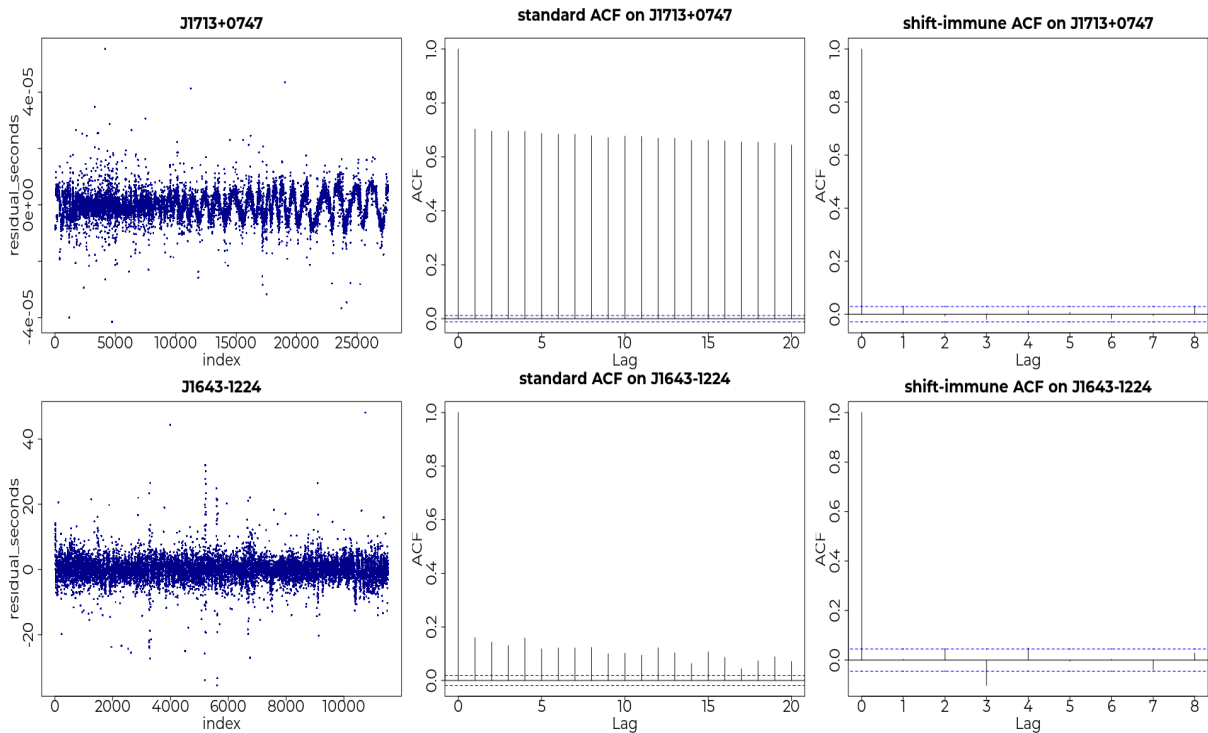 J1713+0747
residual_seconds
-4e-05 0e+00 4e-05
0 5000 10000 15000 20000 25000
index
standard ACF on J1713+0747
ACF
0.0 0.2 0.4 0.6 0.8 1.0
0 5 10 15 20
Lag
shift-immune ACF on J1713+0747
ACF
0.0 0.2 0.4 0.6 0.8 1.0
0 1 2 3 4 5 6 7 8
Lag
J1643-1224
residual_seconds
-20 0 20 40
0 2000 4000 6000 8000 10000
index
standard ACF on J1643-1224
ACF
0.0 0.2 0.4 0.6 0.8 1.0
0 5 10 15 20
Lag
shift-immune ACF on J1643-1224
ACF
0.0 0.2 0.4 0.6 0.8 1.0
0 1 2 3 4 5 6 7 8
Lag